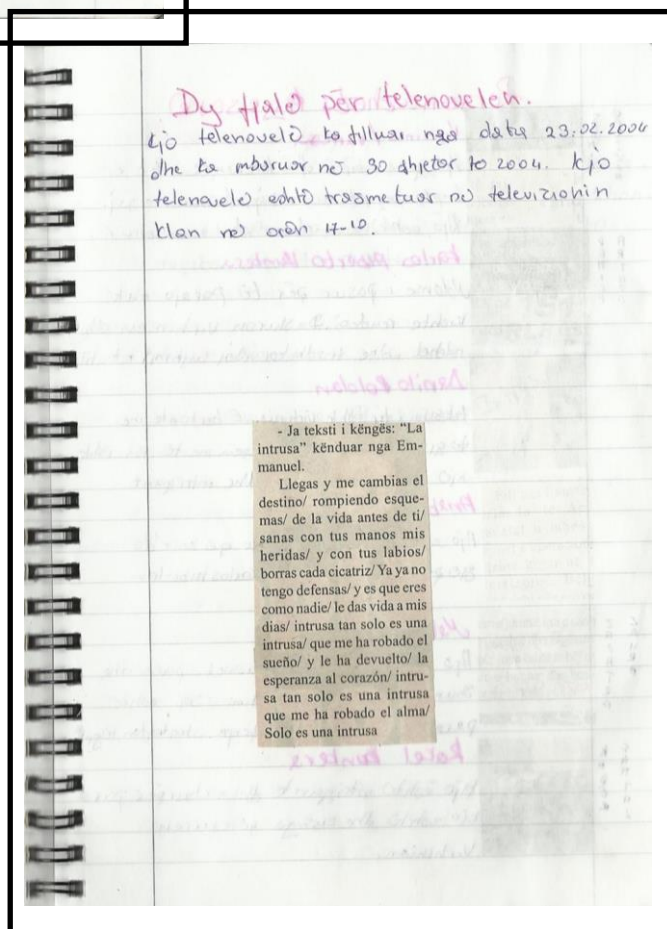 Dy fjalë për telenovelën.
Kjo telenovelë ka filluar nga data 23.02.2004
dhe ka mbaruar në 30 dhjetor të 2004. Kjo
telenovelë është trasmetuar në televizionin
Klan në orën 17-10.
- Ja teksti i këngës: “La
intrusa” kënduar nga Em-
manuel.
Llegas y me cambias el
destino/ rompiendo esque-
mas/ de la vida antes de ti/
sanas con tus manos mis
heridas/ y con tus labios/
borras cada cicatriz/ Ya ya no
tengo defensas/ y es que eres
como nadie/ le das vida a mis
dias/ intrusa tan solo es una
intrusa/ que me ha robado el
sueño/ y le ha devuelto/ la
esperanza al corazón/ intru-
sa tan solo es una intrusa
que me ha robado el alma/
Solo es una intrusa